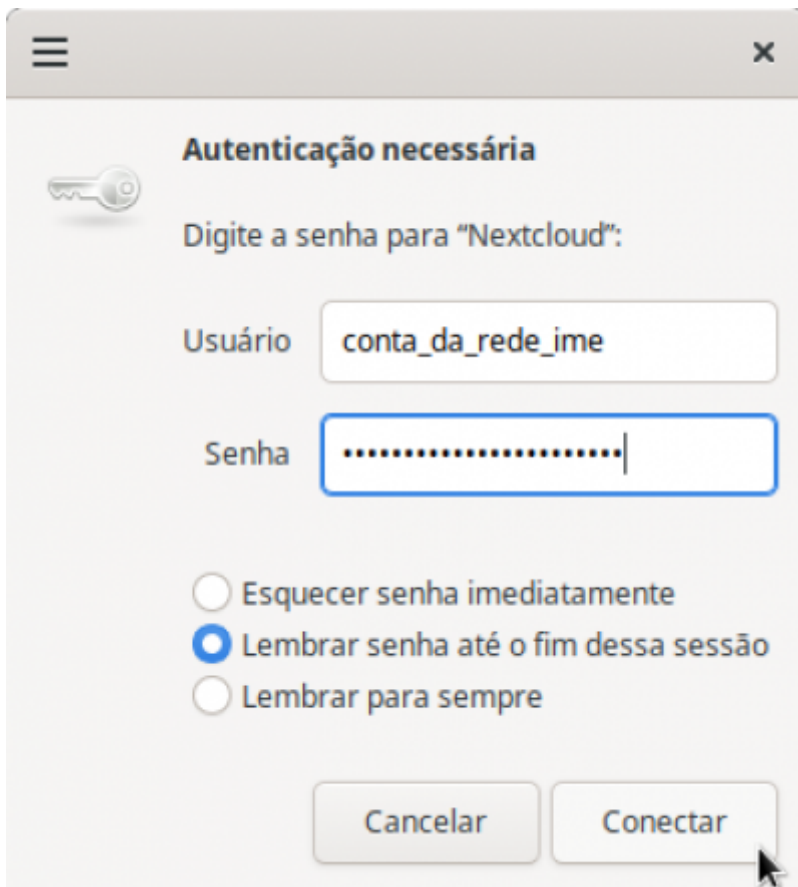 Autenticação necessária
Digite a senha para “Nextcloud”:
Usuário conta_da_rede_ime
Senha •••••••••••••••••••••••
Esquecer senha imediatamente
Lembrar senha até o fim dessa sessão
Lembrar para sempre
Cancelar Conectar